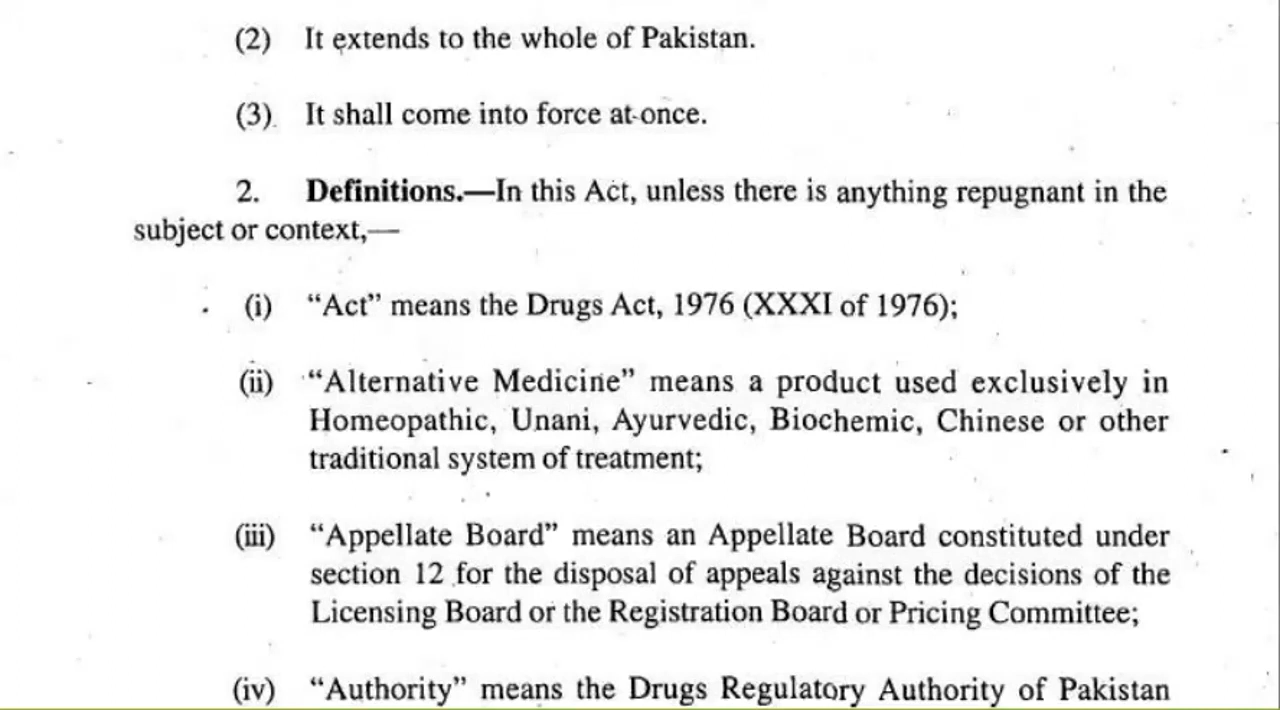 (2) It extends to the whole of Pakistan.
(3) It shall come into force at once.
2. Definitions.—In this Act, unless there is anything repugnant in the
subject or context,—
(i) “Act” means the Drugs Act, 1976 (XXXI of 1976);
(ii) “Alternative Medicine” means a product used exclusively in
Homeopathic, Unani, Ayurvedic, Biochemic, Chinese or other
traditional system of treatment;
(iii) “Appellate Board” means an Appellate Board constituted under
section 12 for the disposal of appeals against the decisions of the
Licensing Board or the Registration Board or Pricing Committee;
(iv) “Authority” means the Drugs Regulatory Authority of Pakistan